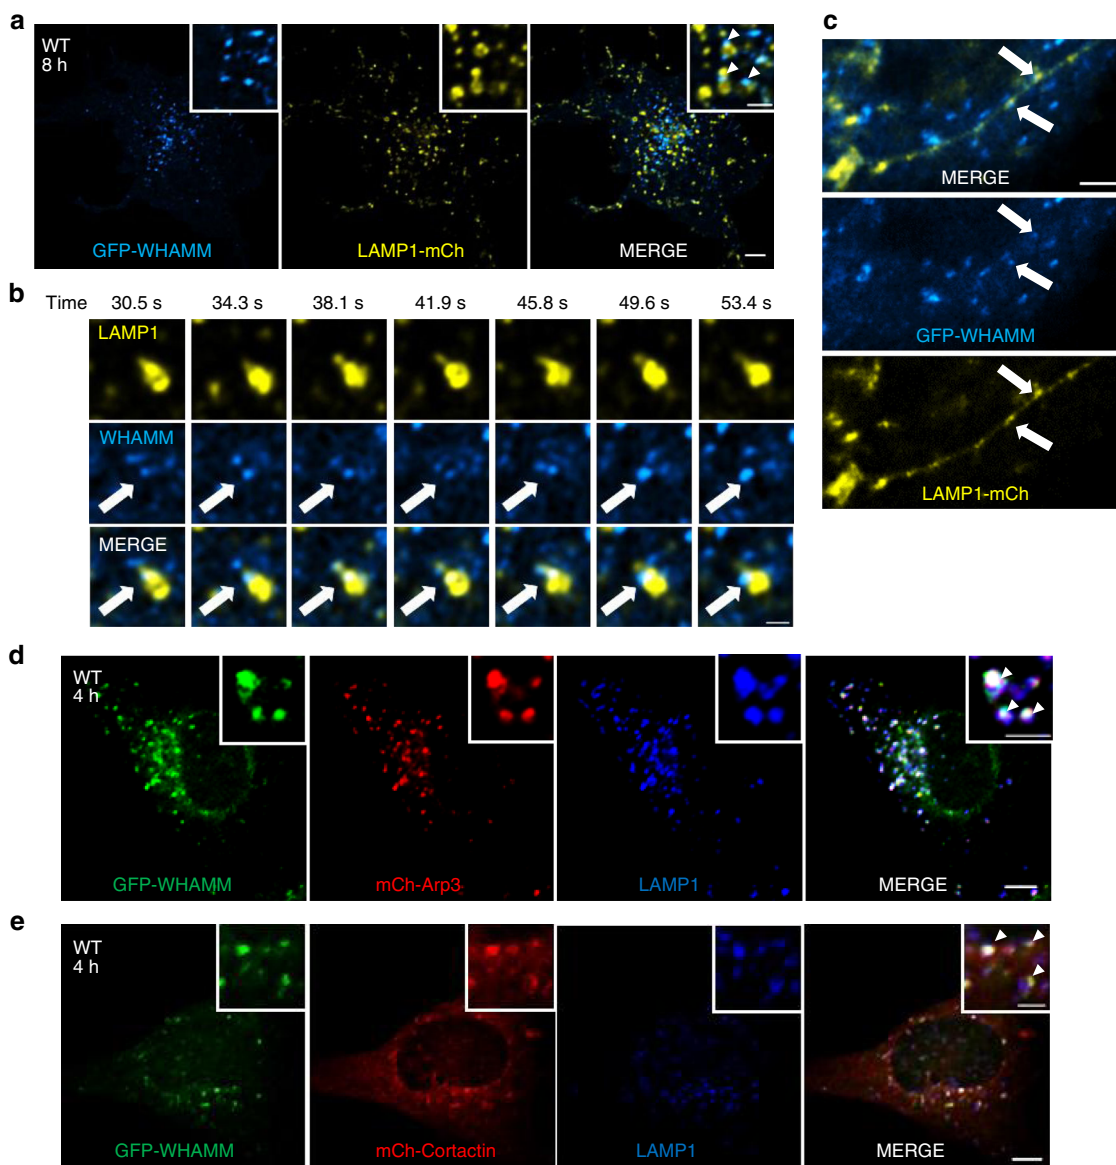 a
WT
8 h
GFP-WHAMM
LAMP1-mCh
MERGE
b
Time 30.5 s 34.3 s 38.1 s 41.9 s 45.8 s 49.6 s 53.4 s
LAMP1
WHAMM
MERGE
c
MERGE
GFP-WHAMM
LAMP1-mCh
d
WT
4 h
GFP-WHAMM
mCh-Arp3
LAMP1
MERGE
e
WT
4 h
GFP-WHAMM
mCh-Cortactin
LAMP1
MERGE